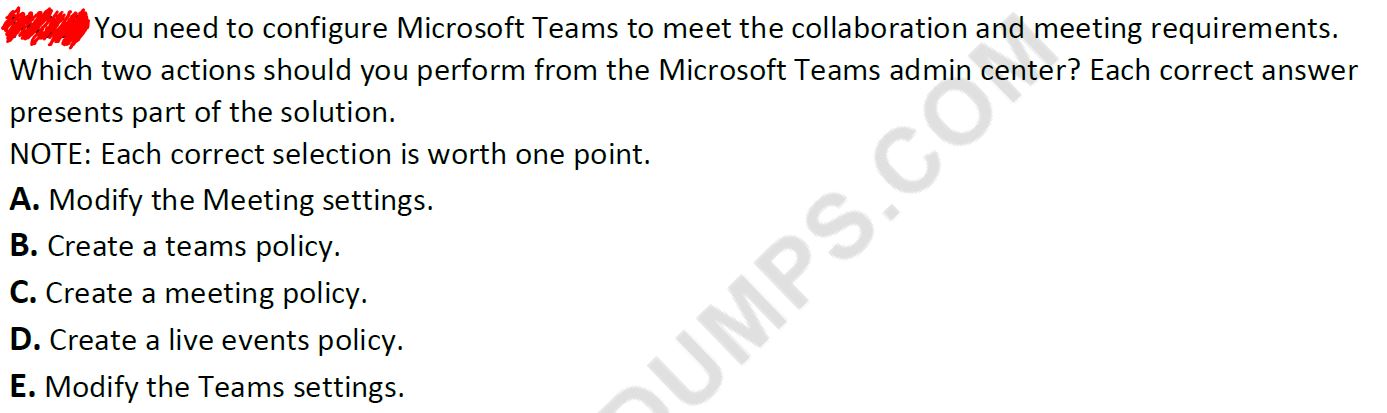 You need to configure Microsoft Teams to meet the collaboration and meeting requirements.
Which two actions should you perform from the Microsoft Teams admin center? Each correct answer
presents part of the solution.
NOTE: Each correct selection is worth one point.
A. Modify the Meeting settings.
B. Create a teams policy.
C. Create a meeting policy.
D. Create a live events policy.
E. Modify the Teams settings.
DUMPS.COM